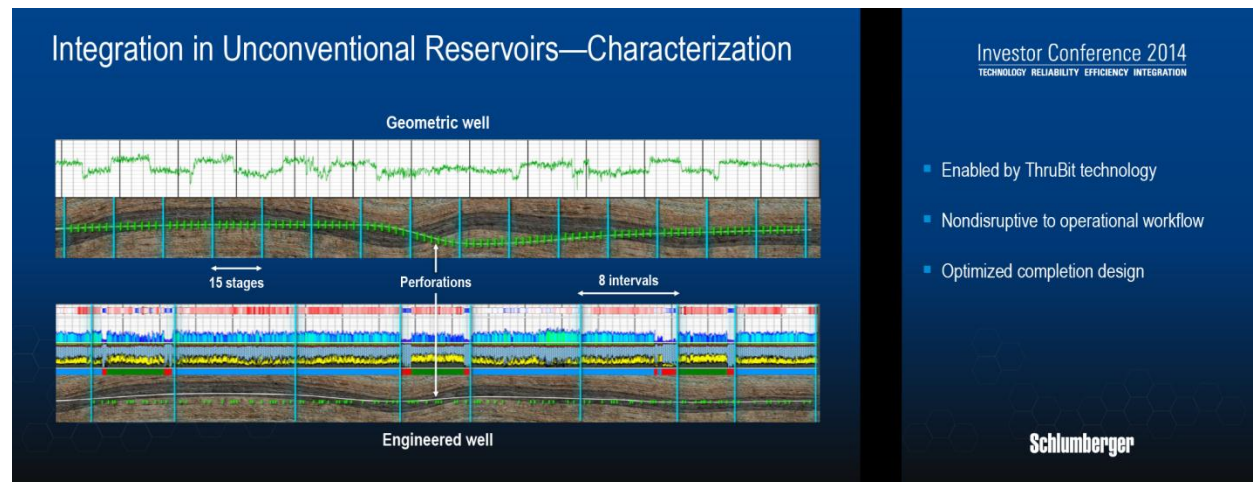 Integration in Unconventional Reservoirs—Characterization
Geometric well
15 stages
Perforations
8 intervals
Engineered well
Investor Conference 2014
TECHNOLOGY RELIABILITY EFFICIENCY INTEGRATION
Enabled by ThruBit technology
Nondisruptive to operational workflow
Optimized completion design
Schlumberger